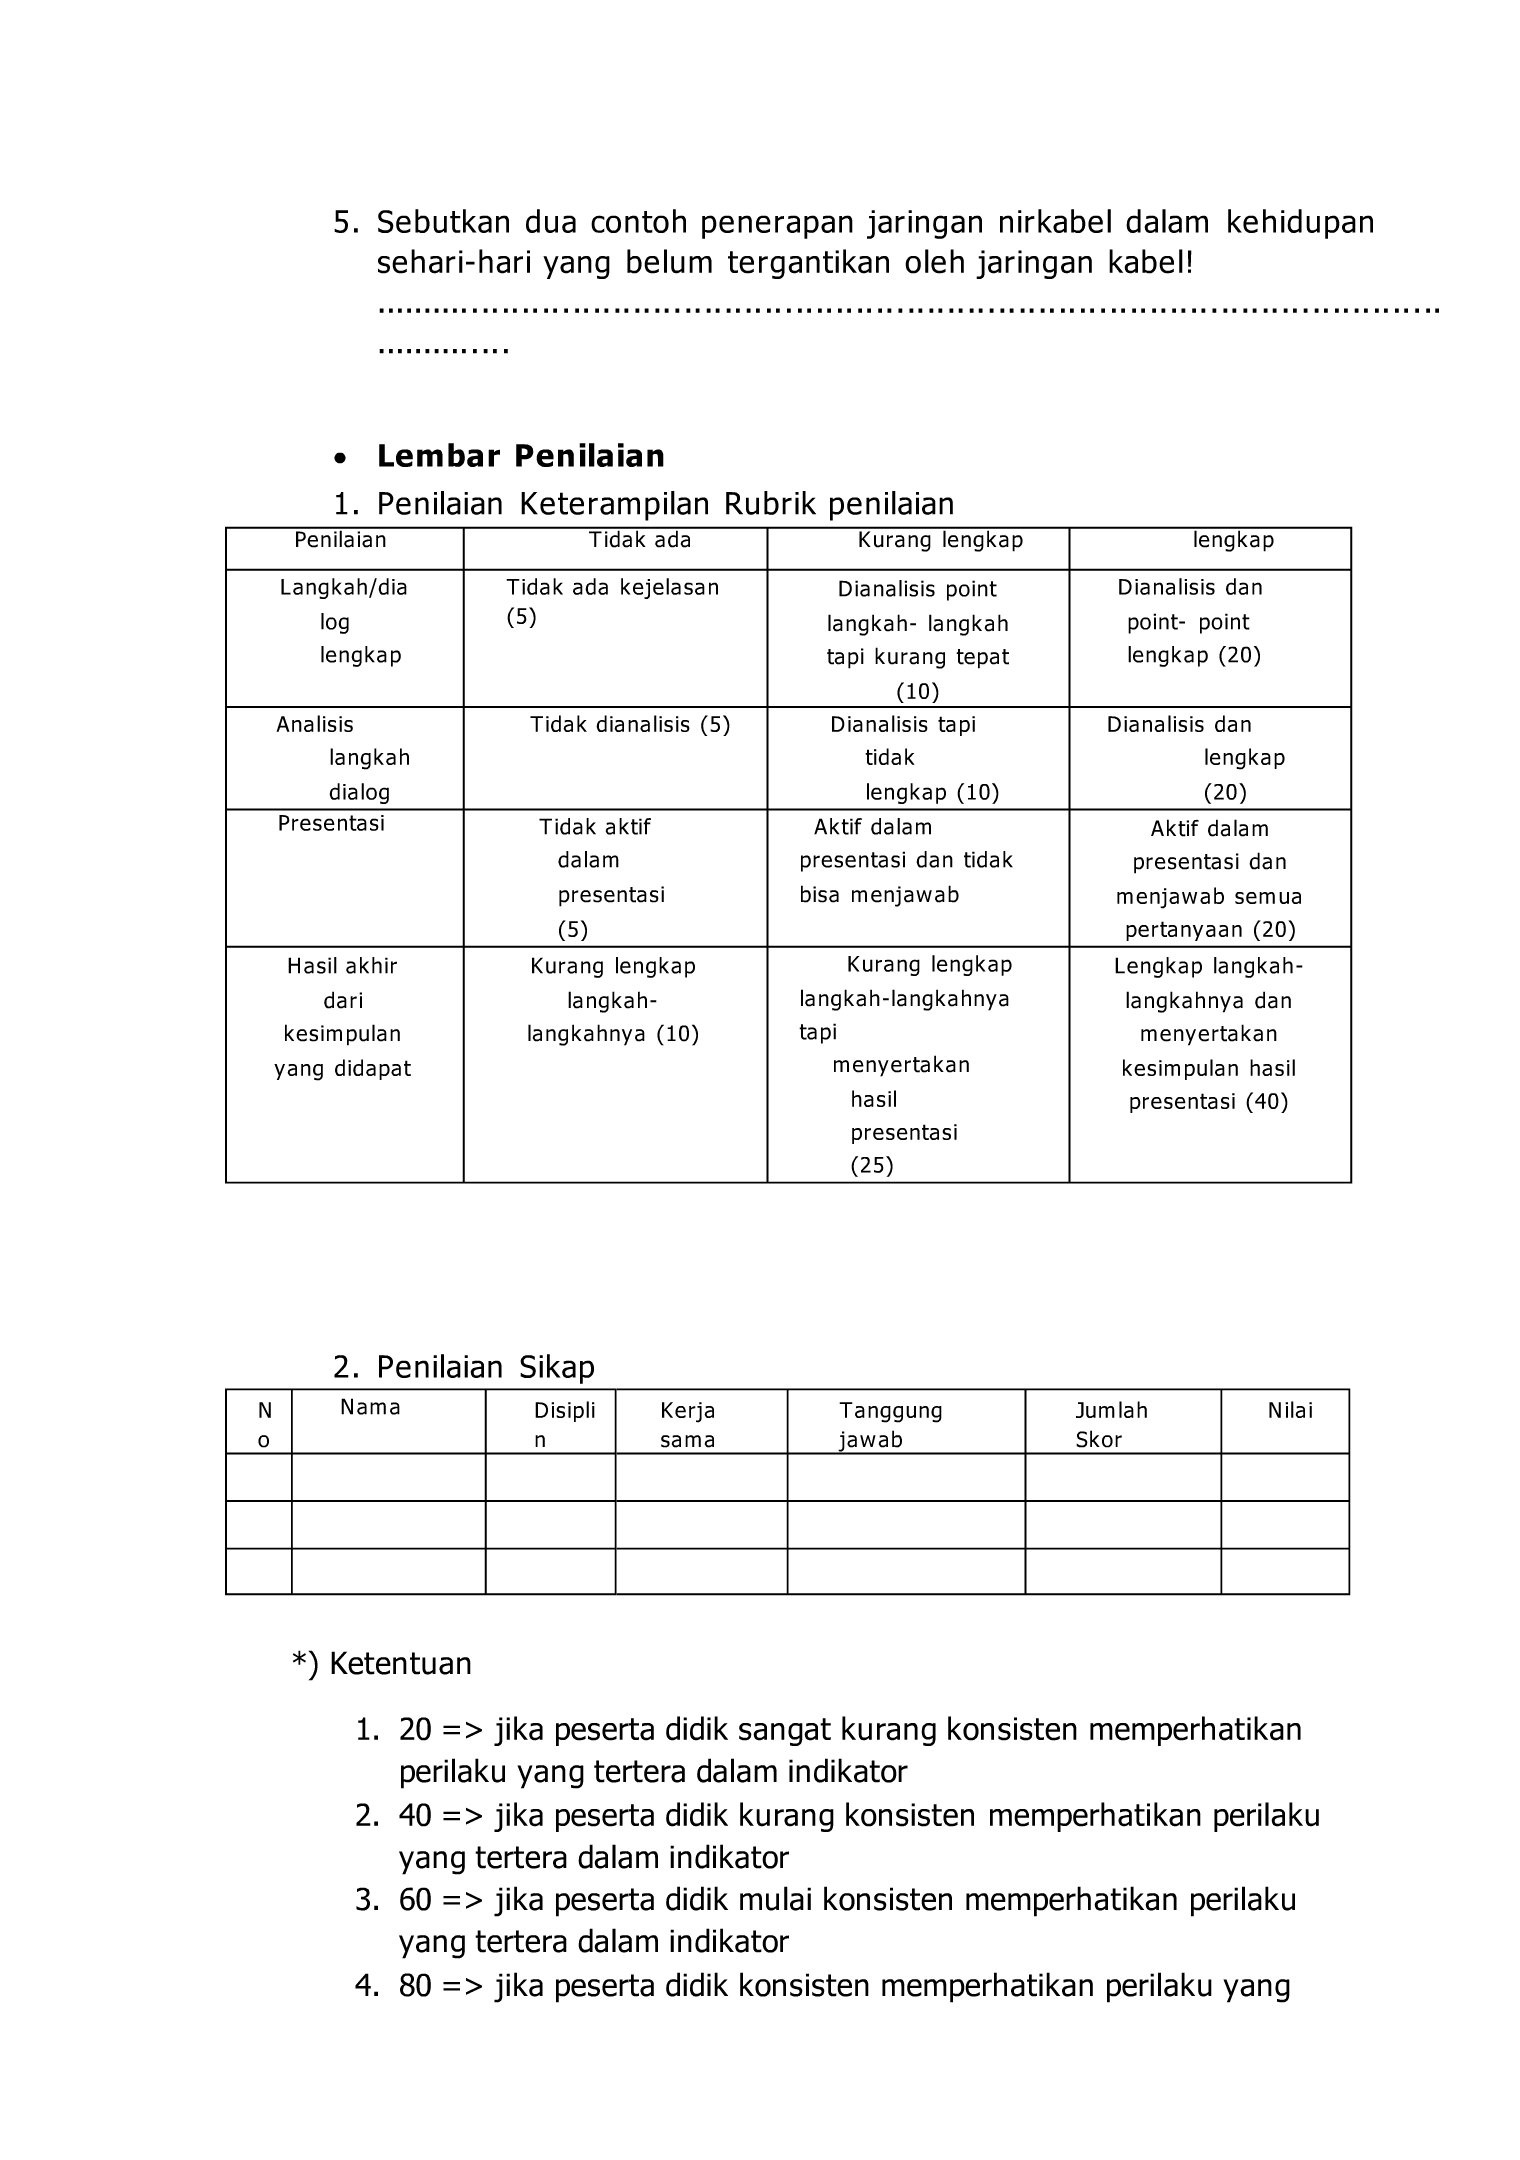 5. Sebutkan dua contoh penerapan jaringan nirkabel dalam kehidupan
sehari-hari yang belum tergantikan oleh jaringan kabel!
....................................................................................................
..............
• Lembar Penilaian
1. Penilaian Keterampilan Rubrik penilaian
Penilaian Tidak ada Kurang lengkap lengkap
Langkah/dia
log
lengkap
Tidak ada kejelasan
(5)
Dianalisis point
langkah- langkah
tapi kurang tepat
(10)
Dianalisis dan
point- point
lengkap (20)
Analisis
langkah
dialog
Tidak dianalisis (5)
Dianalisis tapi
tidak
lengkap (10)
Dianalisis dan
lengkap
(20)
Presentasi
Tidak aktif
dalam
presentasi
(5)
Aktif dalam
presentasi dan tidak
bisa menjawab
Aktif dalam
presentasi dan
menjawab semua
pertanyaan (20)
Hasil akhir
dari
kesimpulan
yang didapat
Kurang lengkap
langkah-
langkahnya (10)
Kurang lengkap
langkah-langkahnya
tapi
menyertakan
hasil
presentasi
(25)
Lengkap langkah-
langkahnya dan
menyertakan
kesimpulan hasil
presentasi (40)
2. Penilaian Sikap
N
o
Nama
Disipli
n
Kerja
sama
Tanggung
jawab
Jumlah
Skor
Nilai
*) Ketentuan
1. 20 => jika peserta didik sangat kurang konsisten memperhatikan
perilaku yang tertera dalam indikator
2. 40 => jika peserta didik kurang konsisten memperhatikan perilaku
yang tertera dalam indikator
3. 60 => jika peserta didik mulai konsisten memperhatikan perilaku
yang tertera dalam indikator
4. 80 => jika peserta didik konsisten memperhatikan perilaku yang